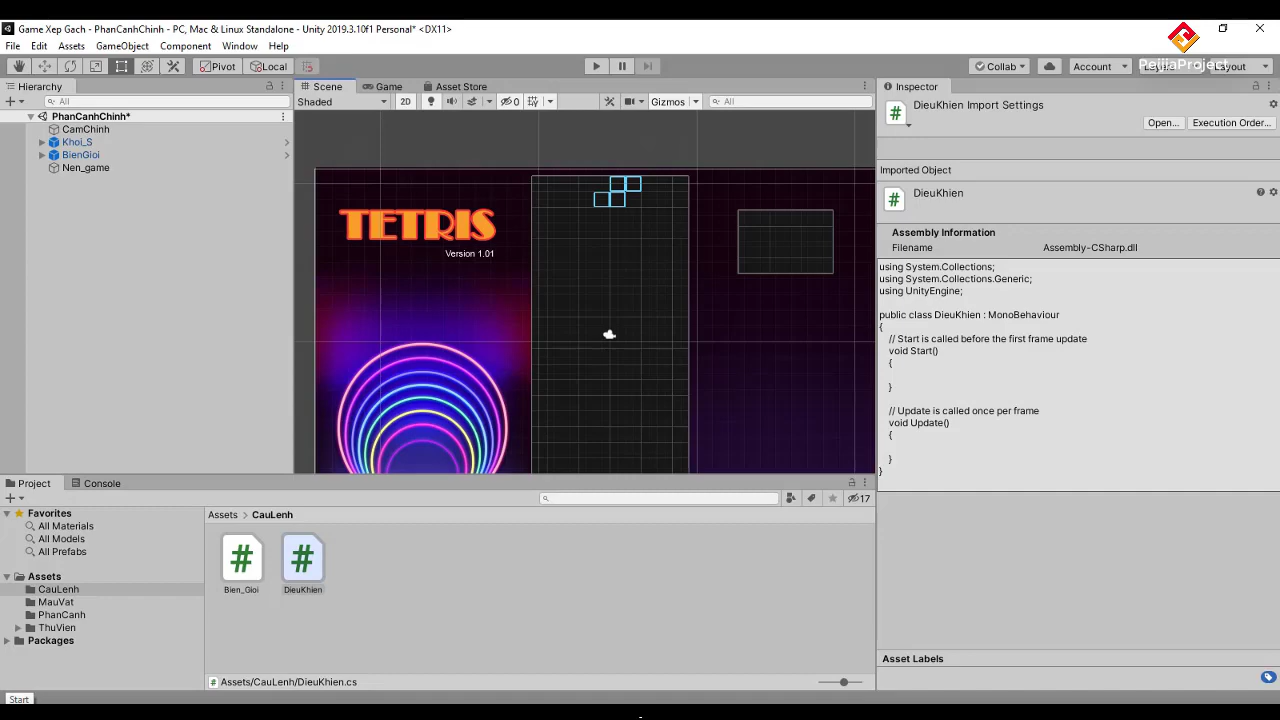 Game Xep Gach - PhanCanhChinh - PC, Mac & Linux Standalone - Unity 2019.3.10f1 Personal* <DX11>
File Edit Assets GameObject Component Window Help
Pivot Local Collab Account Layout
PeijiaProject
Hierarchy
All
PhanCanhChinh*
CamChinh
Khoi_S
BienGioi
Nen_game
Scene Game Asset Store
Shaded 2D 0 Gizmos All
TETRIS
Version 1.01
Inspector
DieuKhien Import Settings
Open... Execution Order...
Imported Object
DieuKhien
Assembly Information
Filename Assembly-CSharp.dll
using System.Collections;
using System.Collections.Generic;
using UnityEngine;
public class DieuKhien : MonoBehaviour
{
// Start is called before the first frame update
void Start()
{
}
// Update is called once per frame
void Update()
{
}
}
Asset Labels
Project Console
17
Favorites
All Materials
All Models
All Prefabs
Assets
CauLenh
MauVat
PhanCanh
ThuVien
Packages
Assets > CauLenh
Bien_Gioi DieuKhien
Assets/CauLenh/DieuKhien.cs
Start